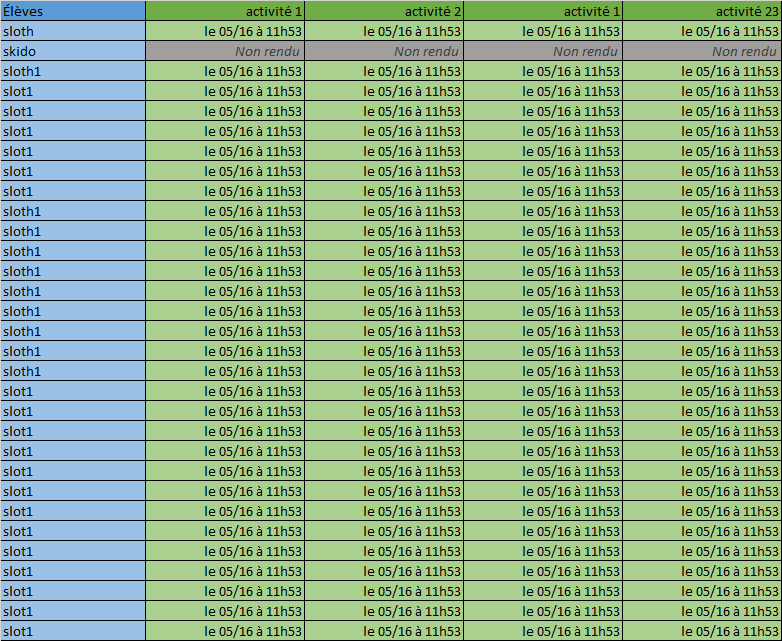 Élèves activité 1 activité 2 activité 1 activité 23
sloth le 05/16 à 11h53 le 05/16 à 11h53 le 05/16 à 11h53 le 05/16 à 11h53
skido Non rendu Non rendu Non rendu Non rendu
sloth1 le 05/16 à 11h53 le 05/16 à 11h53 le 05/16 à 11h53 le 05/16 à 11h53
slot1 le 05/16 à 11h53 le 05/16 à 11h53 le 05/16 à 11h53 le 05/16 à 11h53
slot1 le 05/16 à 11h53 le 05/16 à 11h53 le 05/16 à 11h53 le 05/16 à 11h53
slot1 le 05/16 à 11h53 le 05/16 à 11h53 le 05/16 à 11h53 le 05/16 à 11h53
slot1 le 05/16 à 11h53 le 05/16 à 11h53 le 05/16 à 11h53 le 05/16 à 11h53
slot1 le 05/16 à 11h53 le 05/16 à 11h53 le 05/16 à 11h53 le 05/16 à 11h53
slot1 le 05/16 à 11h53 le 05/16 à 11h53 le 05/16 à 11h53 le 05/16 à 11h53
sloth1 le 05/16 à 11h53 le 05/16 à 11h53 le 05/16 à 11h53 le 05/16 à 11h53
sloth1 le 05/16 à 11h53 le 05/16 à 11h53 le 05/16 à 11h53 le 05/16 à 11h53
sloth1 le 05/16 à 11h53 le 05/16 à 11h53 le 05/16 à 11h53 le 05/16 à 11h53
sloth1 le 05/16 à 11h53 le 05/16 à 11h53 le 05/16 à 11h53 le 05/16 à 11h53
sloth1 le 05/16 à 11h53 le 05/16 à 11h53 le 05/16 à 11h53 le 05/16 à 11h53
sloth1 le 05/16 à 11h53 le 05/16 à 11h53 le 05/16 à 11h53 le 05/16 à 11h53
sloth1 le 05/16 à 11h53 le 05/16 à 11h53 le 05/16 à 11h53 le 05/16 à 11h53
sloth1 le 05/16 à 11h53 le 05/16 à 11h53 le 05/16 à 11h53 le 05/16 à 11h53
sloth1 le 05/16 à 11h53 le 05/16 à 11h53 le 05/16 à 11h53 le 05/16 à 11h53
slot1 le 05/16 à 11h53 le 05/16 à 11h53 le 05/16 à 11h53 le 05/16 à 11h53
slot1 le 05/16 à 11h53 le 05/16 à 11h53 le 05/16 à 11h53 le 05/16 à 11h53
slot1 le 05/16 à 11h53 le 05/16 à 11h53 le 05/16 à 11h53 le 05/16 à 11h53
slot1 le 05/16 à 11h53 le 05/16 à 11h53 le 05/16 à 11h53 le 05/16 à 11h53
slot1 le 05/16 à 11h53 le 05/16 à 11h53 le 05/16 à 11h53 le 05/16 à 11h53
slot1 le 05/16 à 11h53 le 05/16 à 11h53 le 05/16 à 11h53 le 05/16 à 11h53
slot1 le 05/16 à 11h53 le 05/16 à 11h53 le 05/16 à 11h53 le 05/16 à 11h53
slot1 le 05/16 à 11h53 le 05/16 à 11h53 le 05/16 à 11h53 le 05/16 à 11h53
slot1 le 05/16 à 11h53 le 05/16 à 11h53 le 05/16 à 11h53 le 05/16 à 11h53
slot1 le 05/16 à 11h53 le 05/16 à 11h53 le 05/16 à 11h53 le 05/16 à 11h53
slot1 le 05/16 à 11h53 le 05/16 à 11h53 le 05/16 à 11h53 le 05/16 à 11h53
slot1 le 05/16 à 11h53 le 05/16 à 11h53 le 05/16 à 11h53 le 05/16 à 11h53
slot1 le 05/16 à 11h53 le 05/16 à 11h53 le 05/16 à 11h53 le 05/16 à 11h53